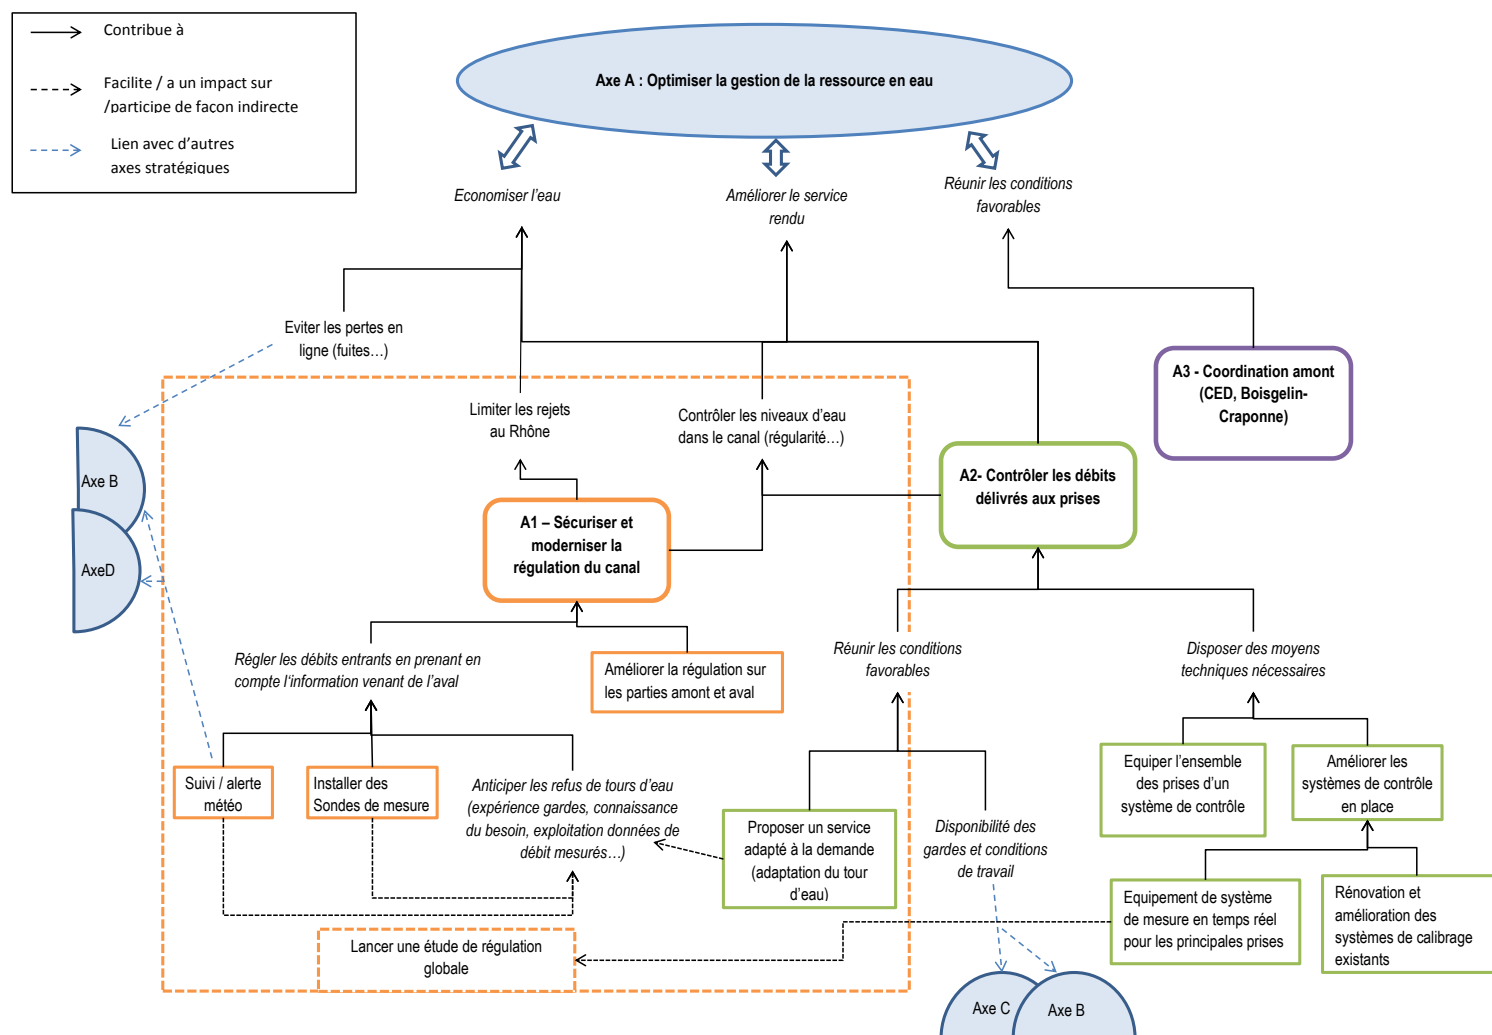 Contribue à
Facilite / a un impact sur
/participe de façon indirecte
Lien avec d'autres
axes stratégiques
Axe A : Optimiser la gestion de la ressource en eau
Economiser l'eau
Améliorer le service
rendu
Réunir les conditions
favorables
Eviter les pertes en
ligne (fuites…)
A3 - Coordination amont
(CED, Boisgelin-
Craponne)
Limiter les rejets
au Rhône
Contrôler les niveaux d'eau
dans le canal (régularité…)
A2- Contrôler les débits
délivrés aux prises
Axe B
AxeD
A1 – Sécuriser et
moderniser la
régulation du canal
Régler les débits entrants en prenant en
compte l'information venant de l'aval
Améliorer la régulation sur
les parties amont et aval
Réunir les conditions
favorables
Disposer des moyens
techniques nécessaires
Suivi / alerte
météo
Installer des
Sondes de mesure
Anticiper les refus de tours d'eau
(expérience gardes, connaissance
du besoin, exploitation données de
débit mesurés…)
Proposer un service
adapté à la demande
(adaptation du tour
d'eau)
Disponibilité des
gardes et conditions
de travail
Equiper l'ensemble
des prises d'un
système de contrôle
Améliorer les
systèmes de contrôle
en place
Equipement de système
de mesure en temps réel
pour les principales prises
Rénovation et
amélioration des
systèmes de calibrage
existants
Lancer une étude de régulation
globale
Axe C
Axe B